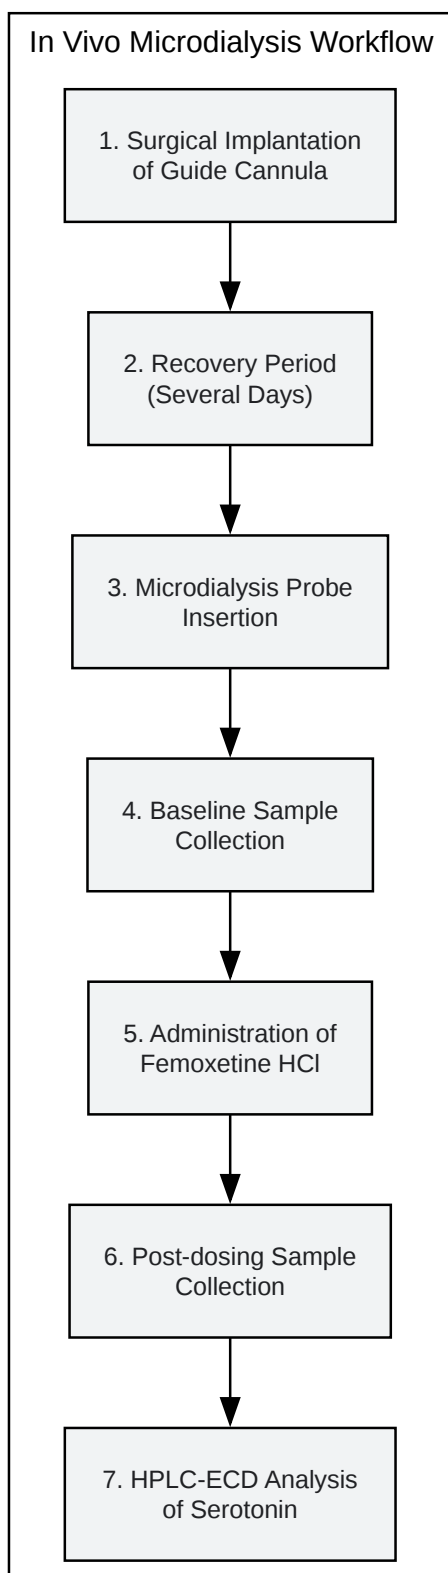 In Vivo Microdialysis Workflow
1. Surgical Implantation
of Guide Cannula
2. Recovery Period
(Several Days)
3. Microdialysis Probe
Insertion
4. Baseline Sample
Collection
5. Administration of
Femoxetine HCl
6. Post-dosing Sample
Collection
7. HPLC-ECD Analysis
of Serotonin